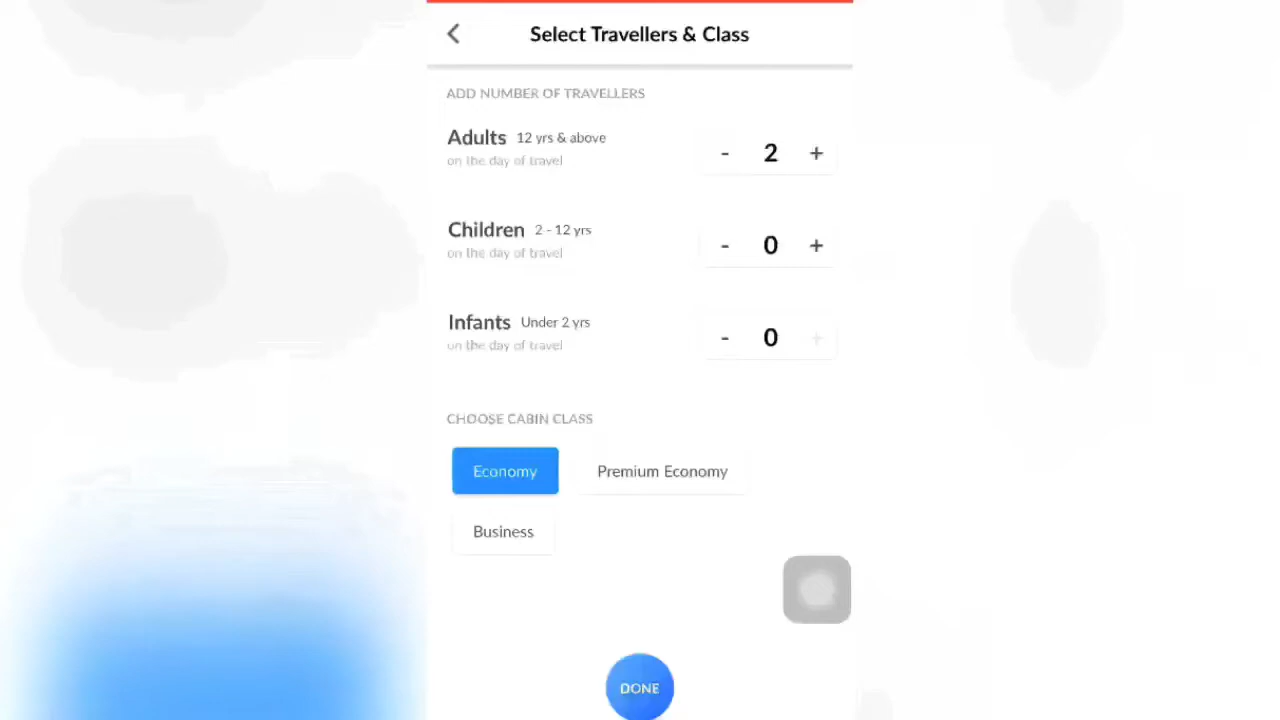 Select Travellers & Class
ADD NUMBER OF TRAVELLERS
Adults 12 yrs & above
on the day of travel
- 2 +
Children 2 - 12 yrs
on the day of travel
- 0 +
Infants Under 2 yrs
on the day of travel
- 0 +
CHOOSE CABIN CLASS
Economy Premium Economy
Business
DONE